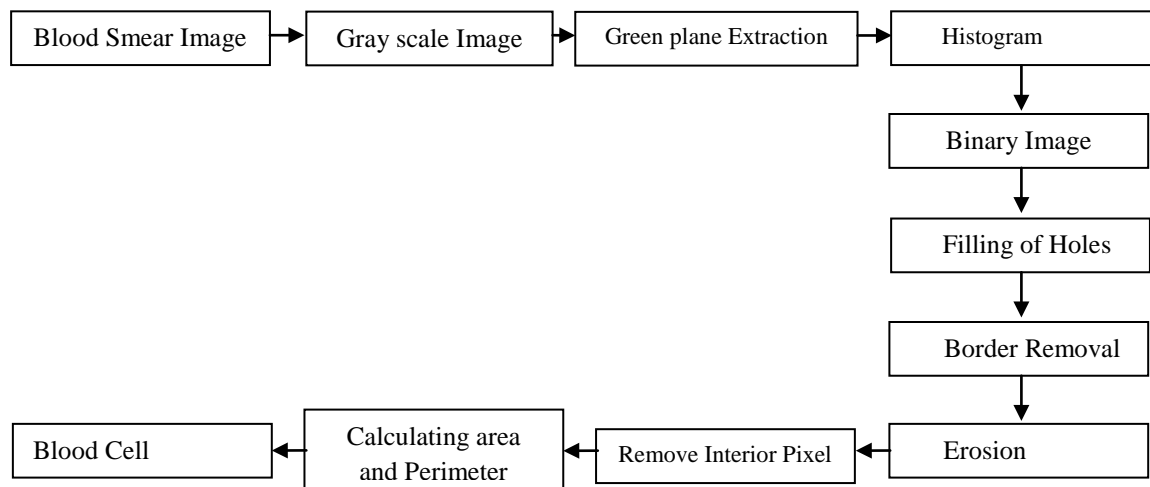 Blood Smear Image
Gray scale Image
Green plane Extraction
Histogram
Binary Image
Filling of Holes
Border Removal
Erosion
Remove Interior Pixel
Calculating area
and Perimeter
Blood Cell